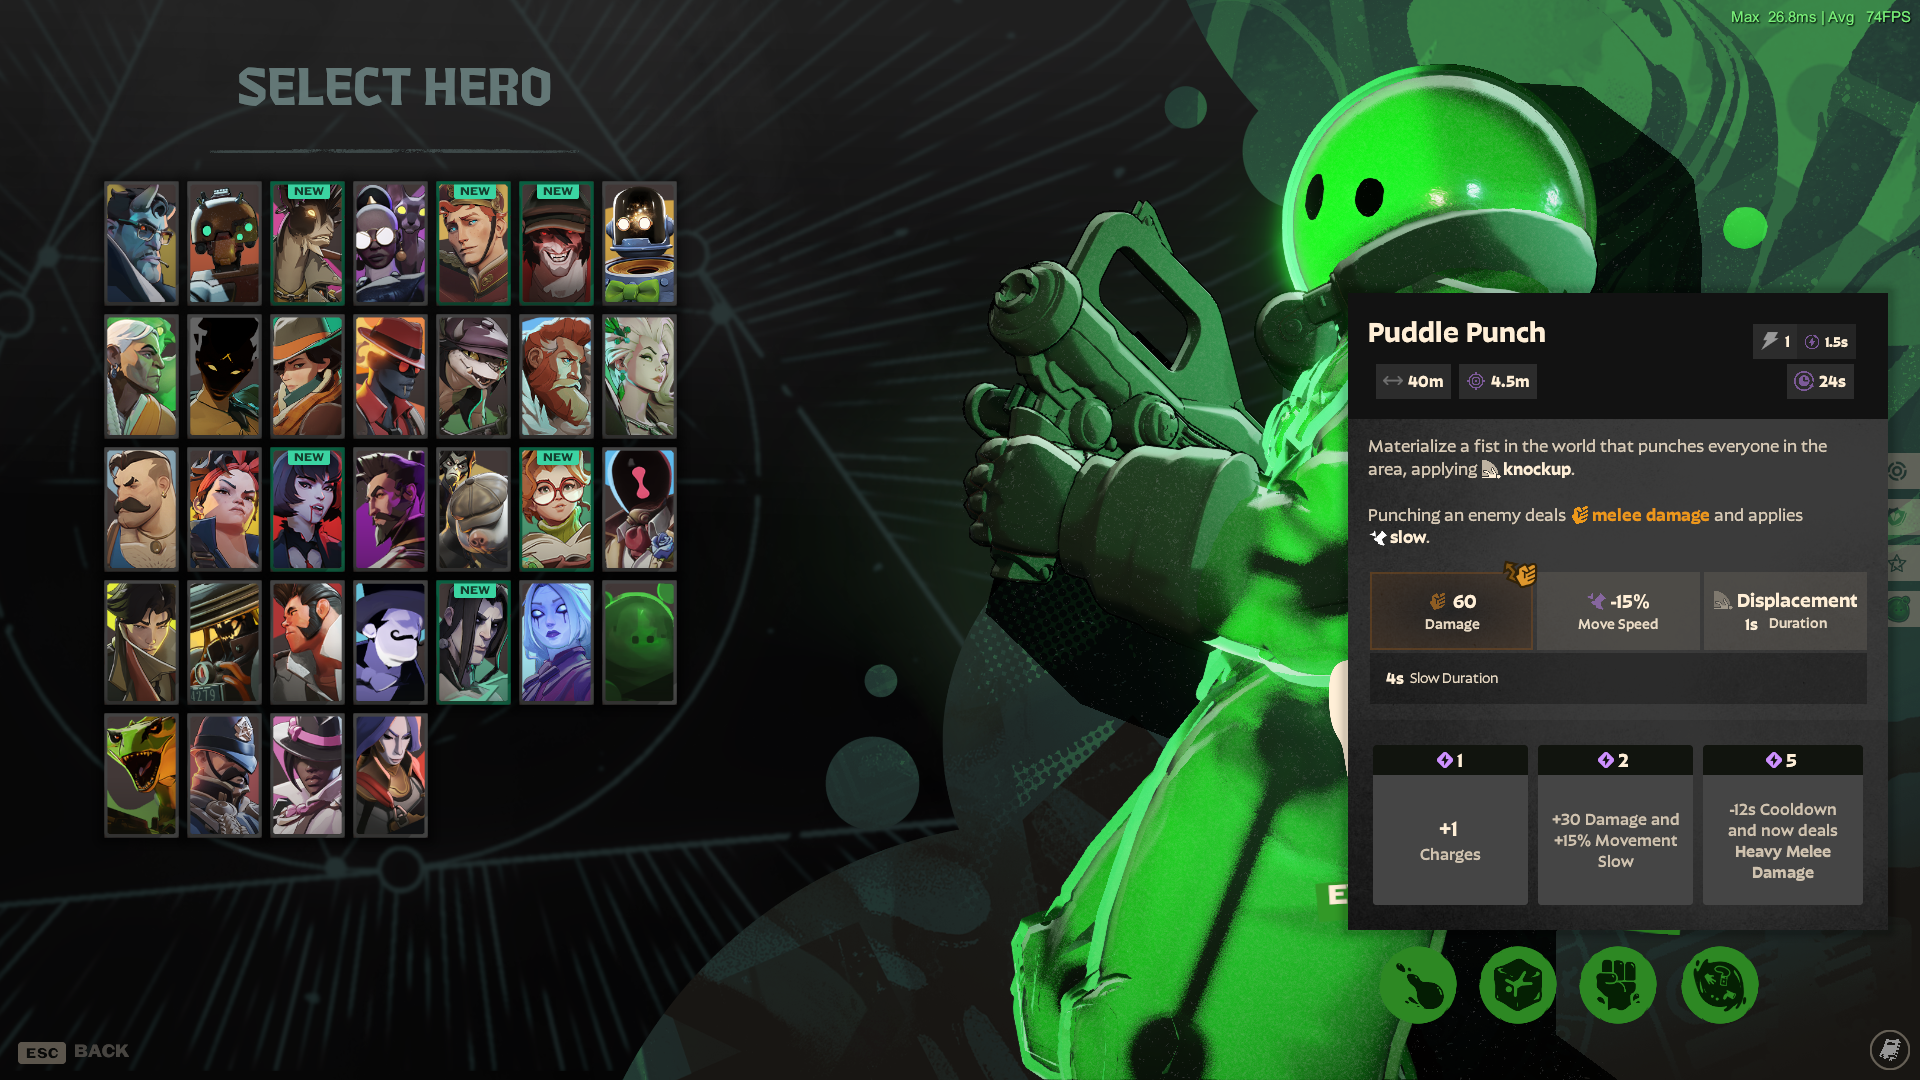 Max 26.8ms | Avg 74FPS
SELECT HERO
NEW
NEW
NEW
NEW
NEW
NEW
4279
Puddle Punch
1
1.5s
40m
4.5m
24s
Materialize a fist in the world that punches everyone in the
area, applying knockup.
Punching an enemy deals melee damage and applies
slow.
60
Damage
-15%
Move Speed
Displacement
1s Duration
4s Slow Duration
1
+1
Charges
2
+30 Damage and
+15% Movement
Slow
5
-12s Cooldown
and now deals
Heavy Melee
Damage
E
ESC BACK